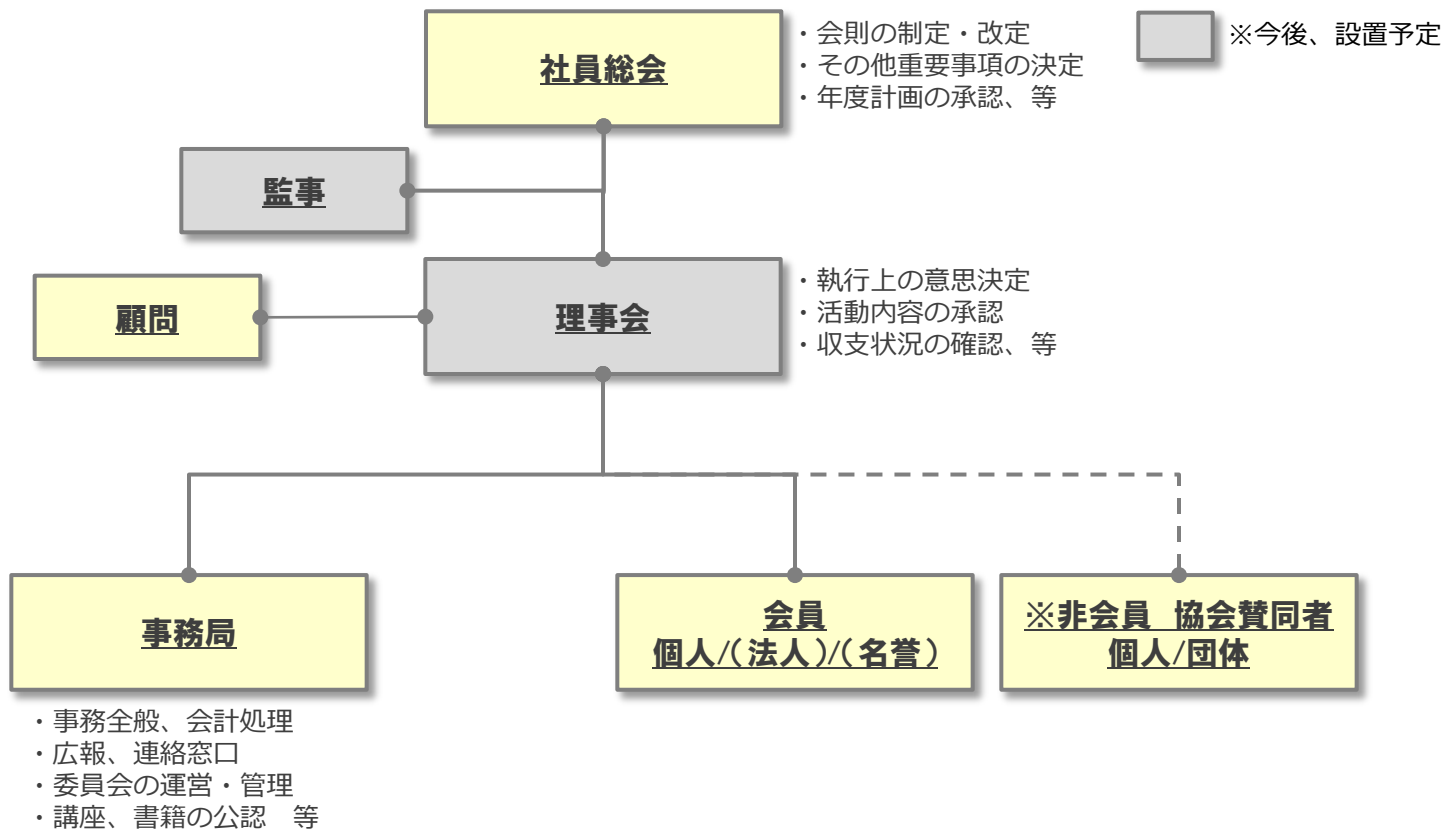 社員総会
・会則の制定・改定
・その他重要事項の決定
・年度計画の承認、等
※今後、設置予定
監事
顧問
理事会
・執行上の意思決定
・活動内容の承認
・収支状況の確認、等
事務局
会員
個人/(法人)/(名誉)
※非会員 協会賛同者
個人/団体
・事務全般、会計処理
・広報、連絡窓口
・委員会の運営・管理
・講座、書籍の公認　等